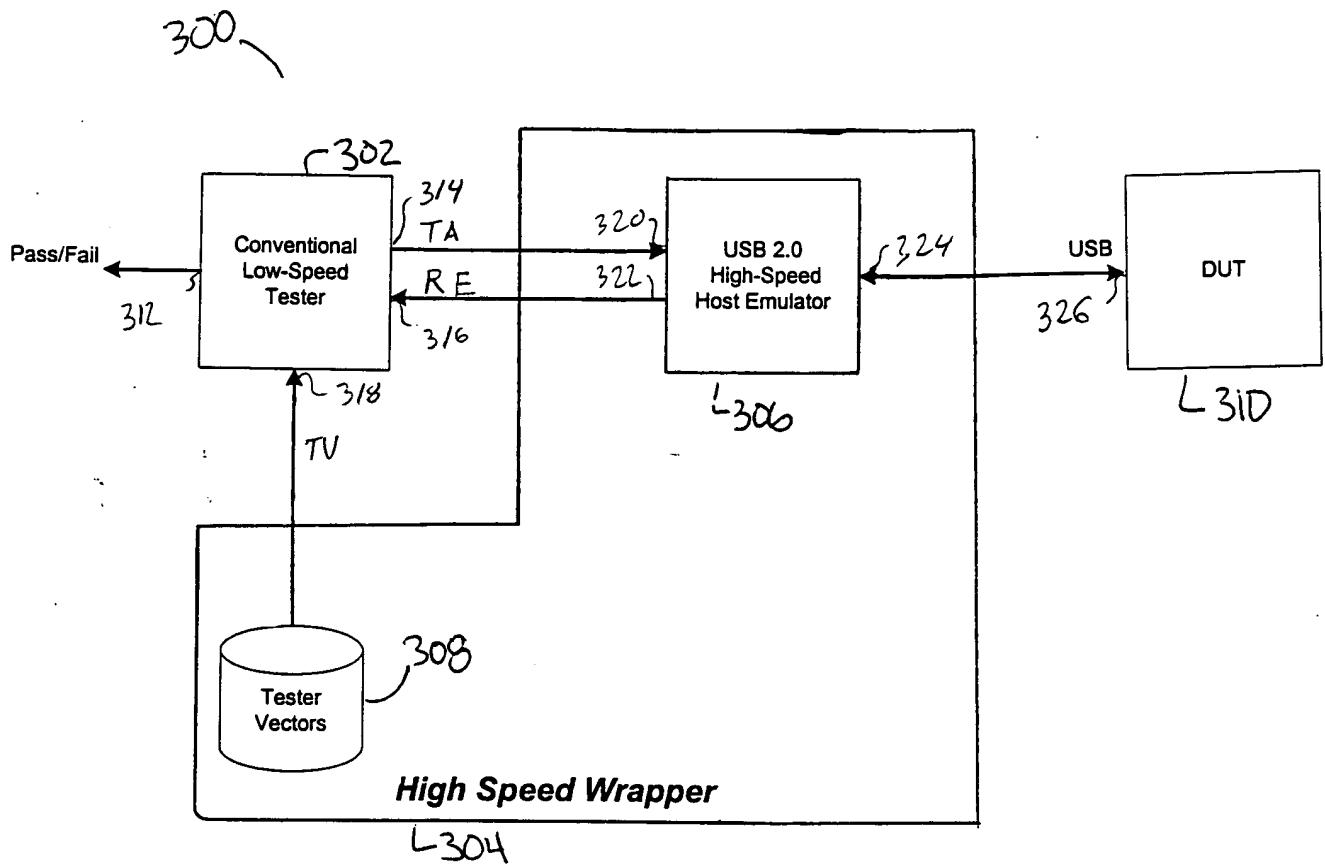 300
302
314
TA
320
Pass/Fail
Conventional
Low-Speed
Tester
USB 2.0
High-Speed
Host Emulator
324
USB
DUT
312
RE
322
316
326
318
306
310
TV
308
Tester
Vectors
High Speed Wrapper
304